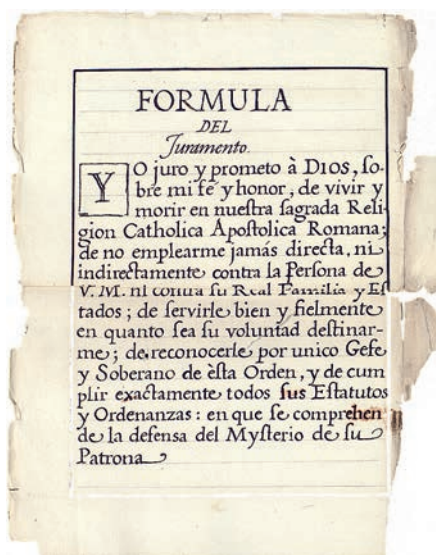 FORMULA
DEL
Juramento.
YO juro y prometo à DIOS, ſo-
bre mi fe y honor, de vivir y
morir en nueſtra ſagrada Reli-
gion Catholica Apoſtolica Romana;
de no emplearme jamás directa, ni
indirectamente contra la Perſona de
V. M. ni contra ſu Real Familia y Eſ
tados; de ſervirle bien y fielmente
en quanto ſea ſu voluntad deſtinar-
me; de reconocerle por unico Gefe
y Soberano de èſta Orden, y de cum
plir exactamente todos ſus Eſtatutos
y Ordenanzas: en que ſe comprehen
de la defensa del Myſterio de ſu
Patrona